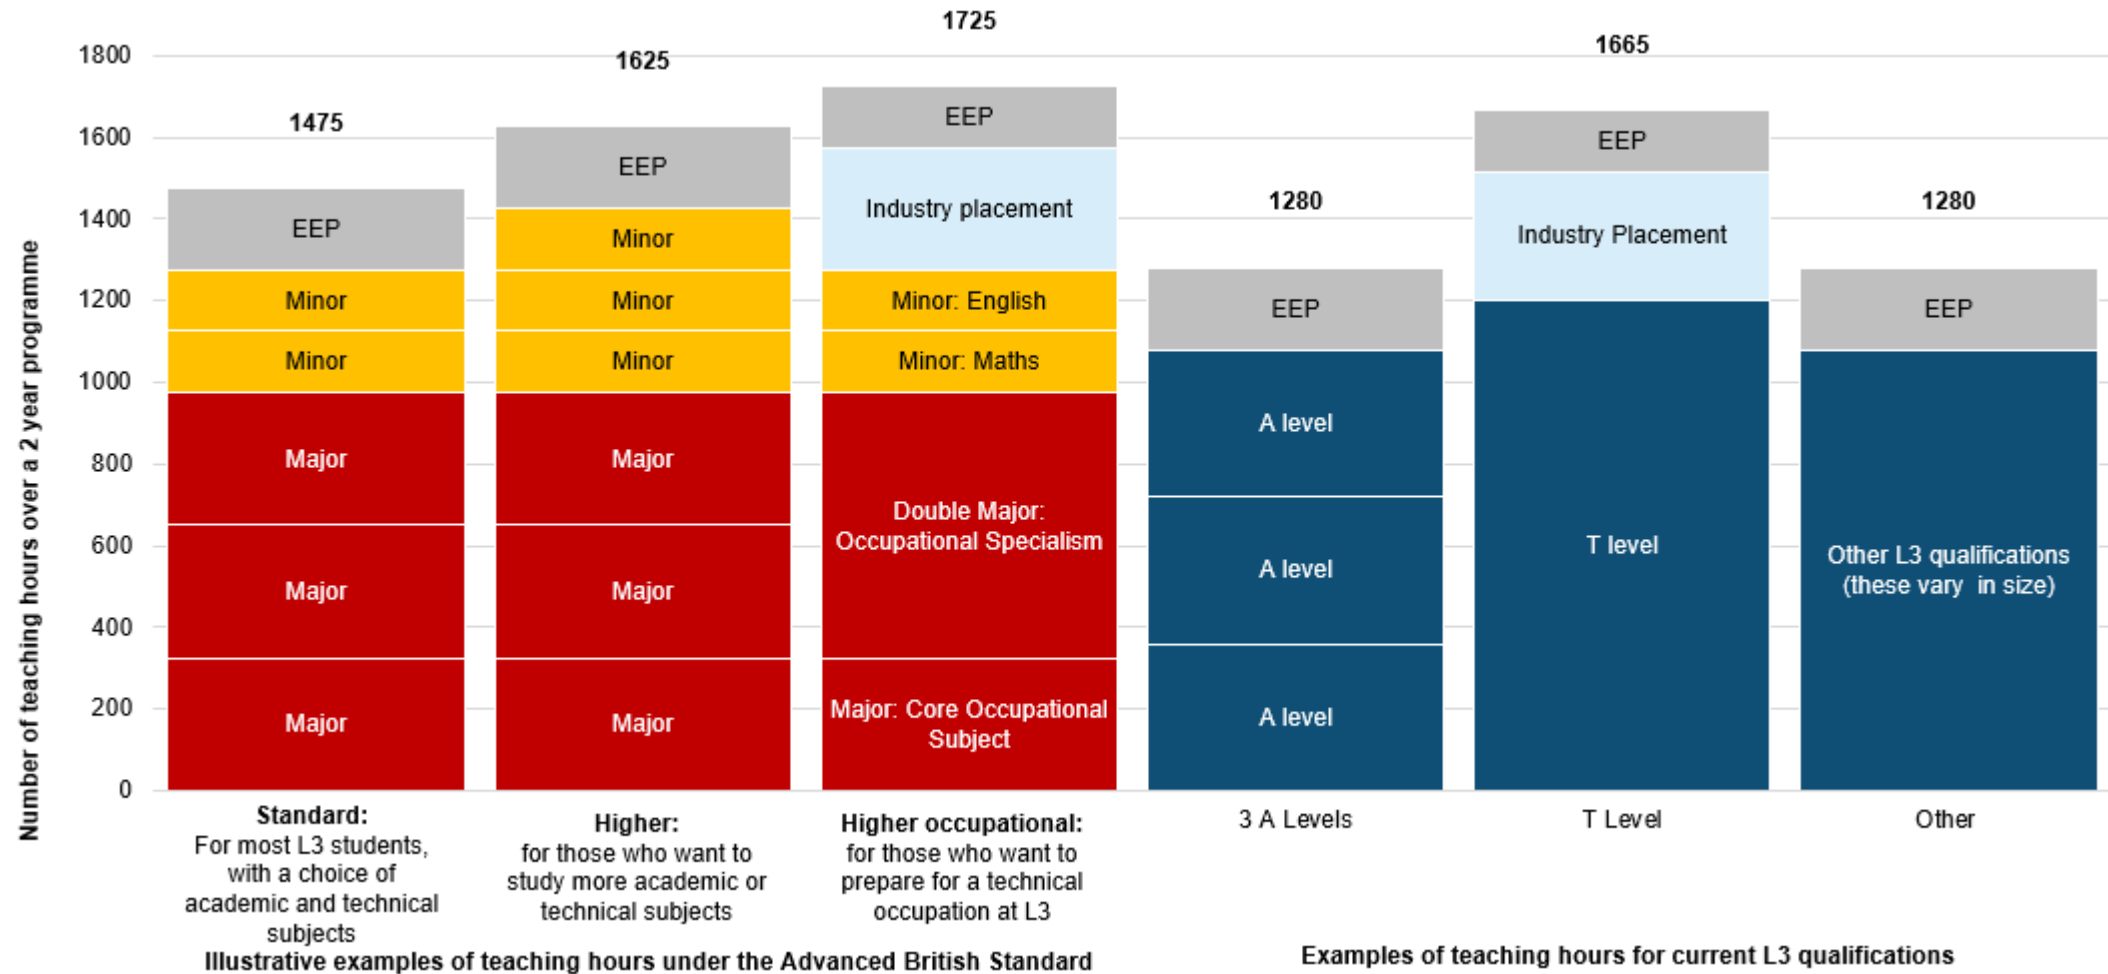 Number of teaching hours over a 2 year programme
1800
1600
1400
1200
1000
800
600
400
200
0
1475
EEP
Minor
Minor
Major
Major
Major
Standard:
For most L3 students,
with a choice of
academic and technical
subjects
1625
EEP
Minor
Minor
Minor
Major
Major
Major
Higher:
for those who want to
study more academic or
technical subjects
1725
EEP
Industry placement
Minor: English
Minor: Maths
Double Major:
Occupational Specialism
Major: Core Occupational
Subject
Higher occupational:
for those who want to
prepare for a technical
occupation at L3
Illustrative examples of teaching hours under the Advanced British Standard
1280
EEP
A level
A level
A level
3 A Levels
1665
EEP
Industry Placement
T level
T Level
1280
EEP
Other L3 qualifications
(these vary in size)
Other
Examples of teaching hours for current L3 qualifications